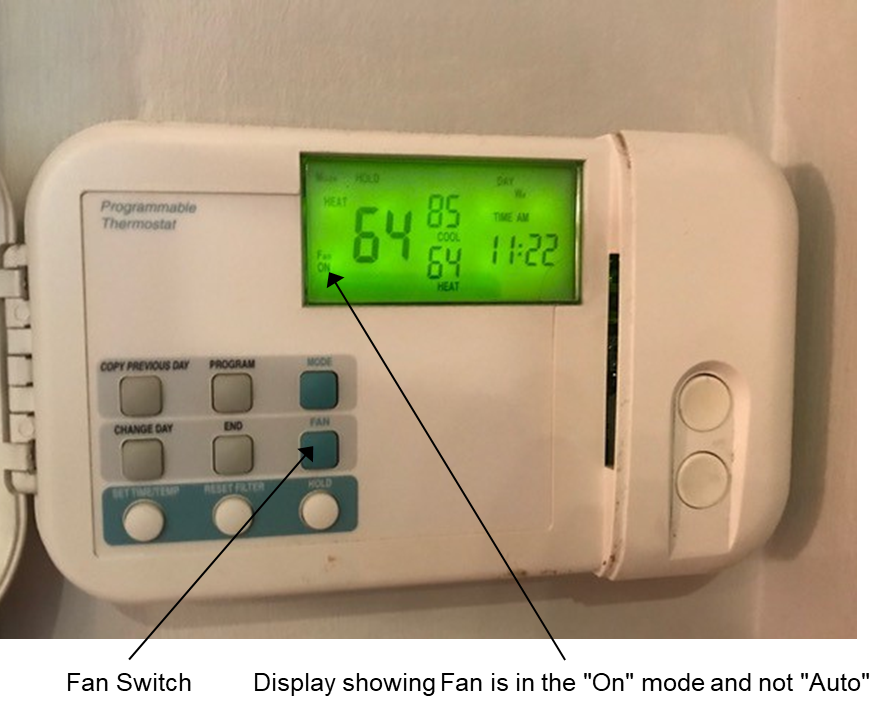 Programmable
Thermostat
Mode HOLD
DAY
We
HEAT
64
85
COOL
64
HEAT
TIME AM
11:22
Fan
ON
COPY PREVIOUS DAY PROGRAM MODE
CHANGE DAY END FAN
SET TIME/TEMP RESET FILTER HOLD
Fan Switch
Display showing Fan is in the "On" mode and not "Auto"